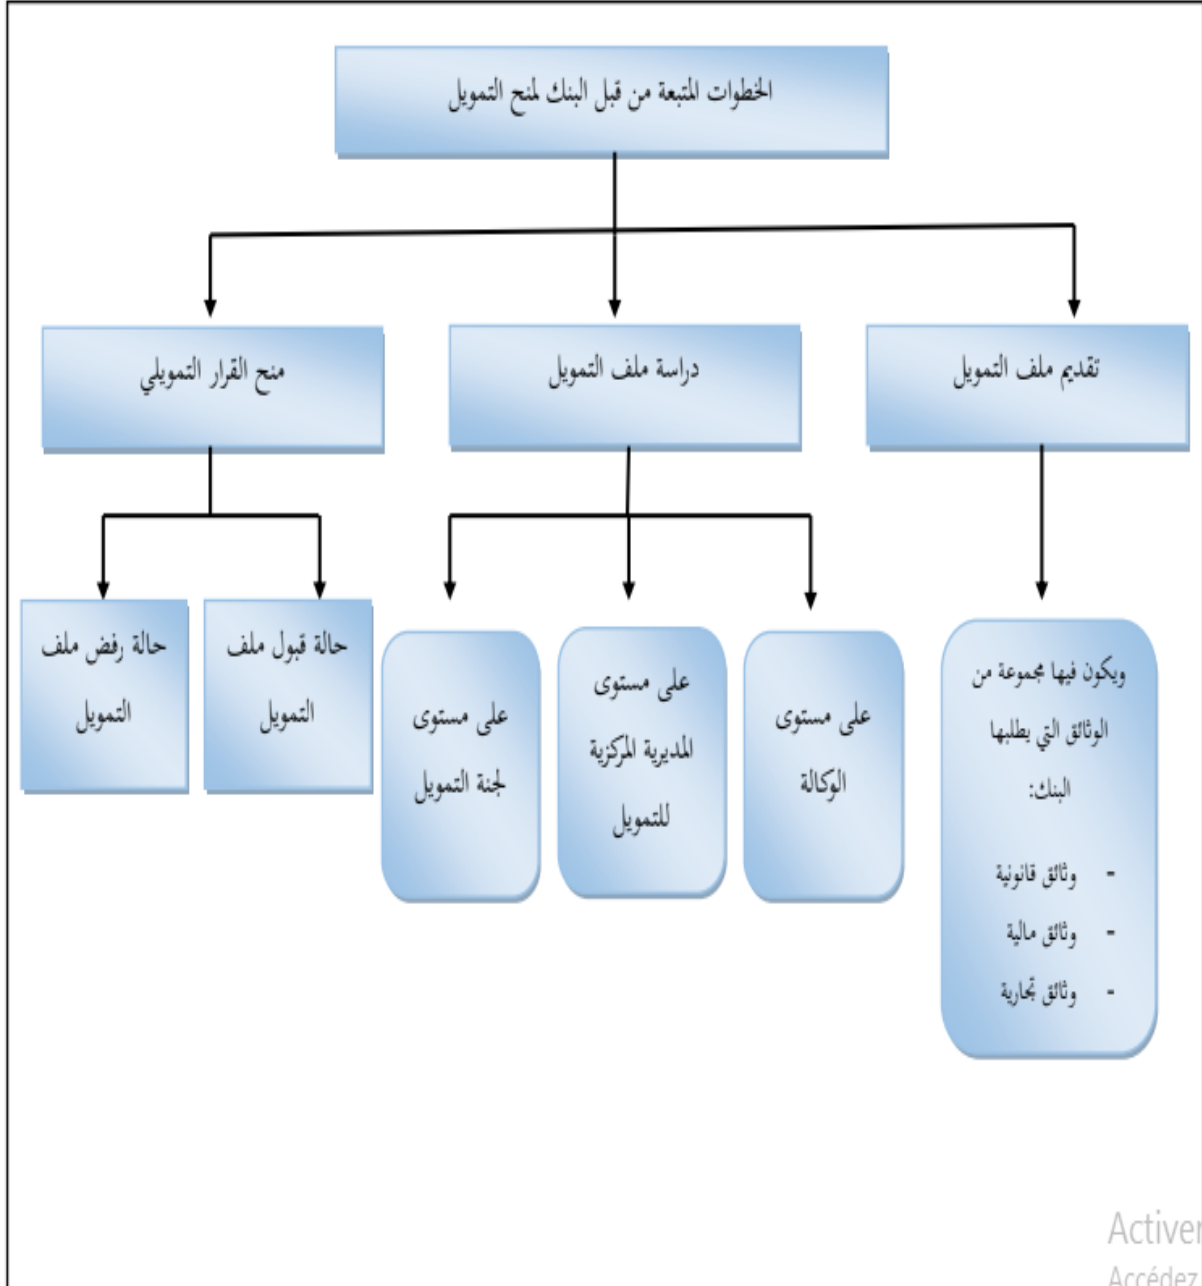 الخطوات المتبعة من قبل البنك لمنح التمويل
تقديم ملف التمويل
دراسة ملف التمويل
منح القرار التمويلي
ويكون فيها مجموعة من
الوثائق التي يطلبها
البنك:
- وثائق قانونية
- وثائق مالية
- وثائق تجارية
على مستوى
الوكالة
على مستوى
المديرية المركزية
للتمويل
على مستوى
لجنة التمويل
حالة قبول ملف
التمويل
حالة رفض ملف
التمويل
Activer
Accédez